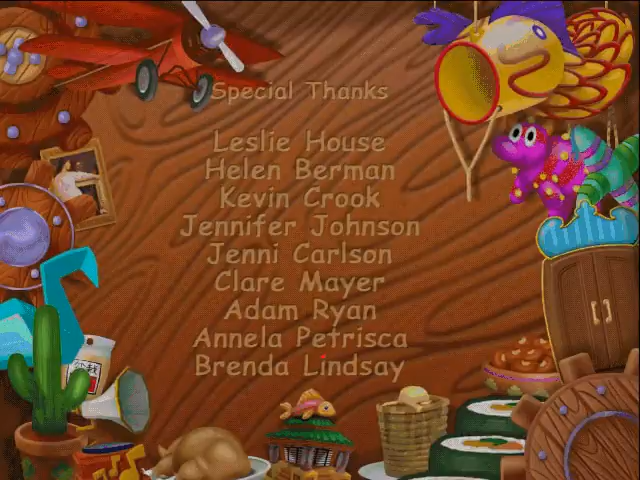 Special Thanks
Leslie House
Helen Berman
Kevin Crook
Jennifer Johnson
Jenni Carlson
Clare Mayer
Adam Ryan
Annela Petrisca
Brenda Lindsay